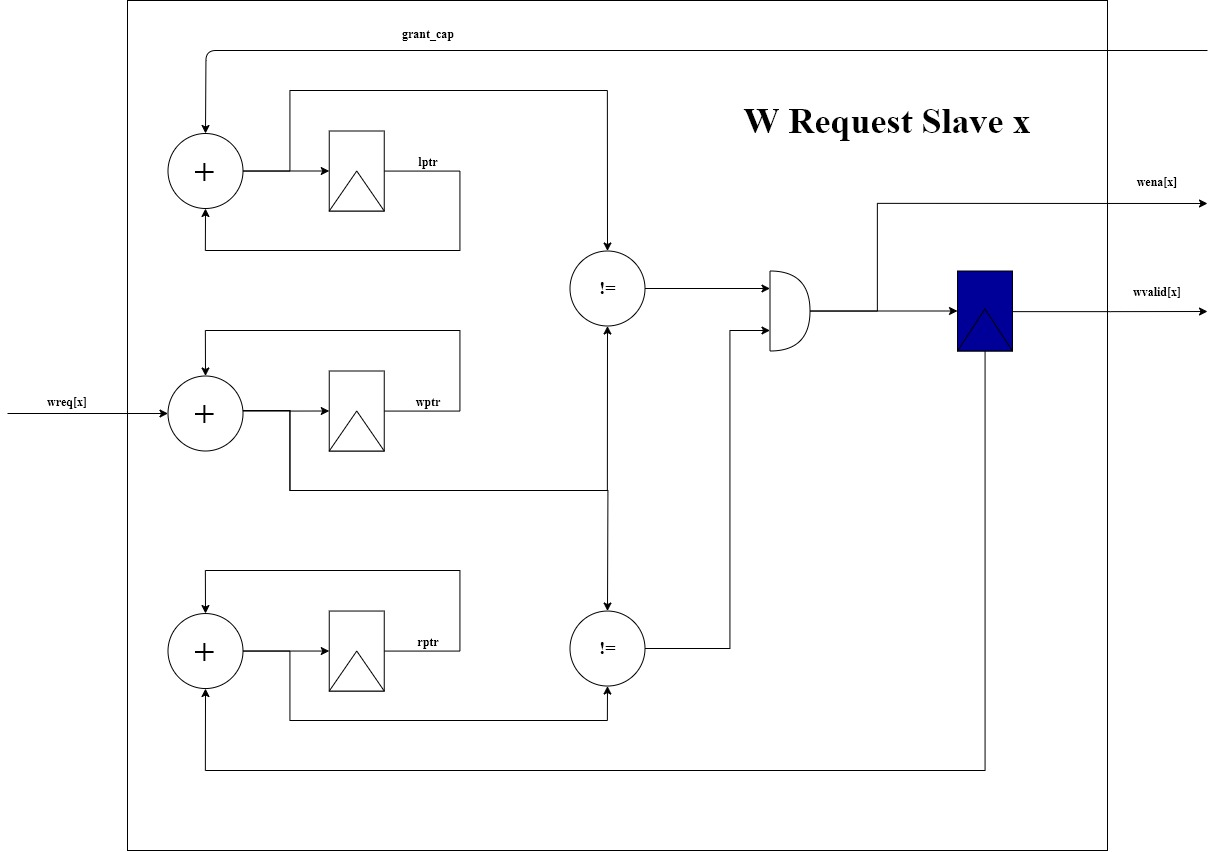 grant_cap
W Request Slave x
+
lptr
wena[x]
!=
wvalid[x]
wreq[x]
+
wptr
+
rptr
!=